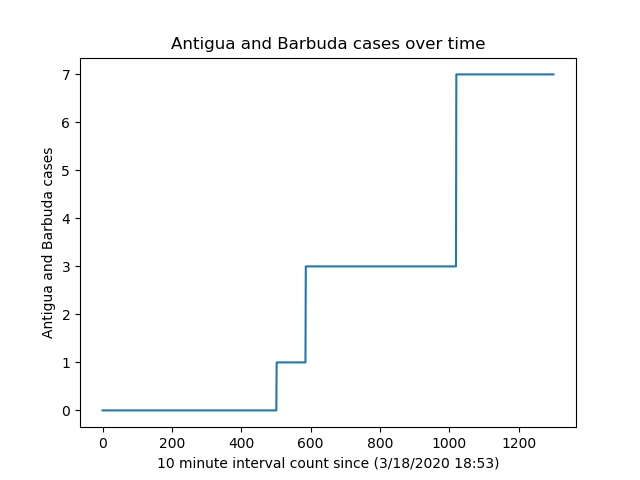 Antigua and Barbuda cases over time
7
6
5
4
3
2
1
0
Antigua and Barbuda cases
0 200 400 600 800 1000 1200
10 minute interval count since (3/18/2020 18:53)